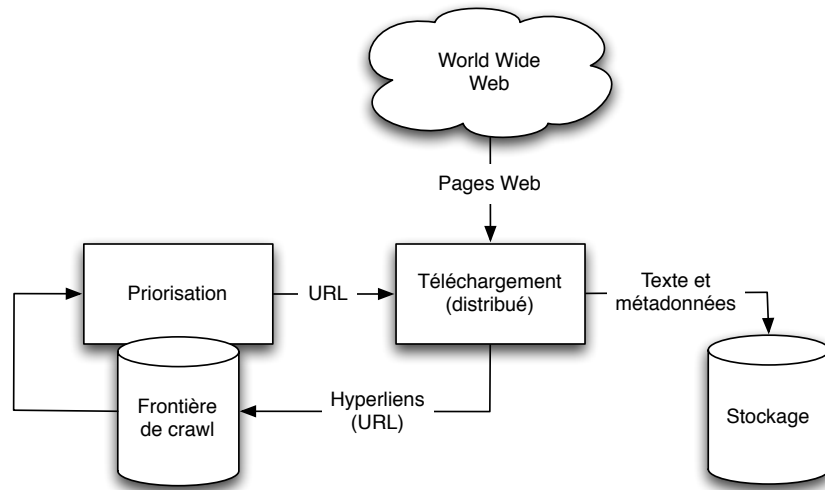 World Wide
Web
Pages Web
Priorisation
URL
Téléchargement
(distribué)
Texte et
métadonnées
Frontière
de crawl
Hyperliens
(URL)
Stockage